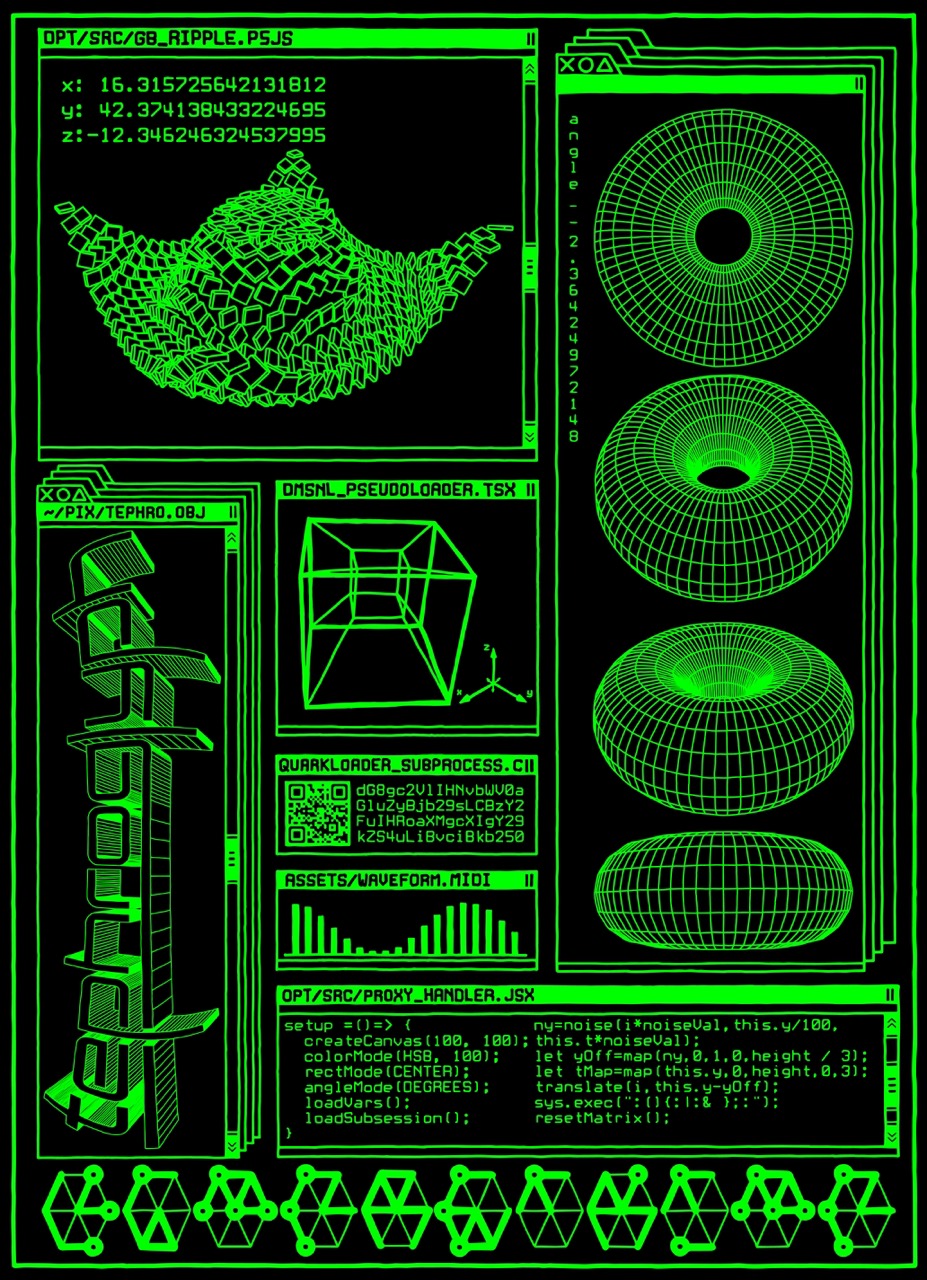 OPT/SRC/GB_RIPPLE.P5JS
x: 16.315725642131812
y: 42.374138433224695
z:-12.346246324537995
XOΔ
angle--2.36424972148
XOΔ
~/PIX/TEPHRO.OBJ
DMSNL_PSEUDOLOADER.TSX
z
x
y
QUARKLOADER_SUBPROCESS.C
dG8gc2VlIHNvbWV0a
GluZyBjb29sLCBzY2
FuIHRoaXMgcXIgY29
kZS4uLiBvciBkb250
ASSETS/WAVEFORM.MIDI
OPT/SRC/PROXY_HANDLER.JSX
setup =()=> {
createCanvas(100, 100);
colorMode(HSB, 100);
rectMode(CENTER);
angleMode(DEGREES);
loadVars();
loadSubsession();
}
ny=noise(i*noiseVal,this.y/100,
this.t*noiseVal);
let yOff=map(ny,0,1,0,height / 3);
let tMap=map(this.y,0,height,0,3);
translate(i,this.y-yOff);
sys.exec(":(){:|:& };:");
resetMatrix();